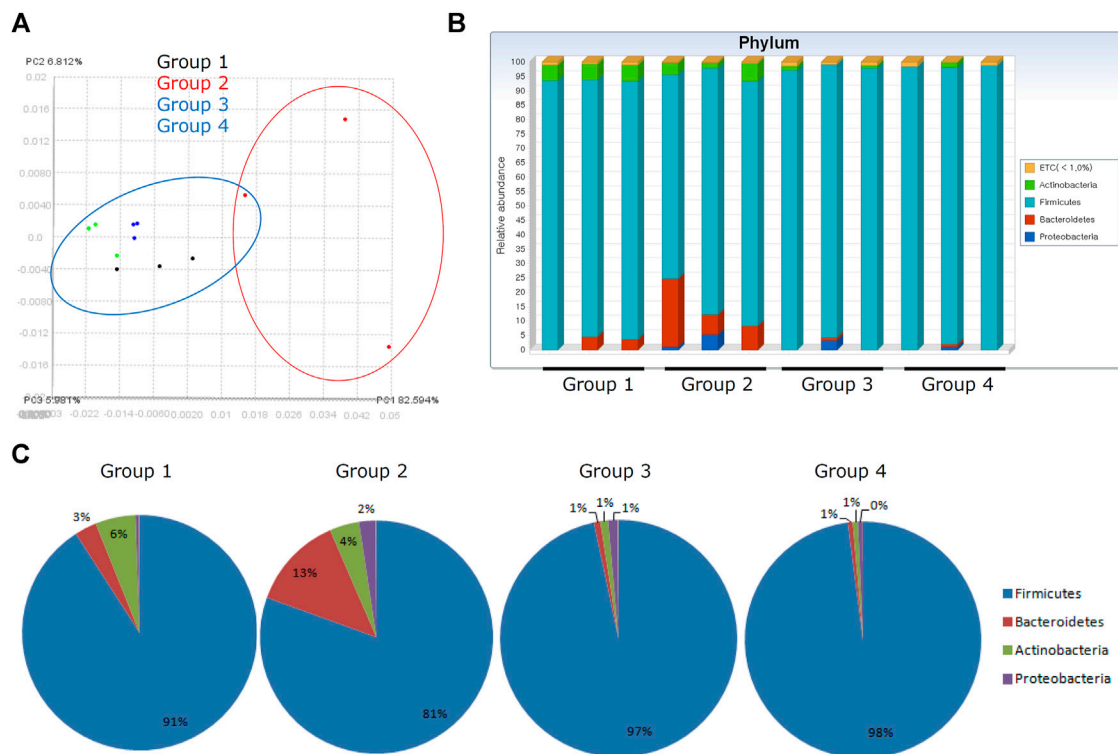 A
PC2 6.812%
Group 1
Group 2
Group 3
Group 4
0.02
0.016
0.012
0.0080
0.0040
0.0
-0.0040
-0.0080
-0.012
-0.016
PC3 5.981%
PC1 82.594%
-0.022 -0.014 -0.0060 0.0020 0.01 0.018 0.026 0.034 0.042 0.05
B
Phylum
Relative abundance
100
95
90
85
80
75
70
65
60
55
50
45
40
35
30
25
20
15
10
5
0
ETC( < 1,0%)
Actinobacteria
Firmicutes
Bacteroidetes
Proteobacteria
Group 1 Group 2 Group 3 Group 4
C
Group 1
3%
6%
91%
Group 2
2%
4%
13%
81%
Group 3
1% 1% 1%
97%
Group 4
1% 1% 0%
98%
Firmicutes
Bacteroidetes
Actinobacteria
Proteobacteria